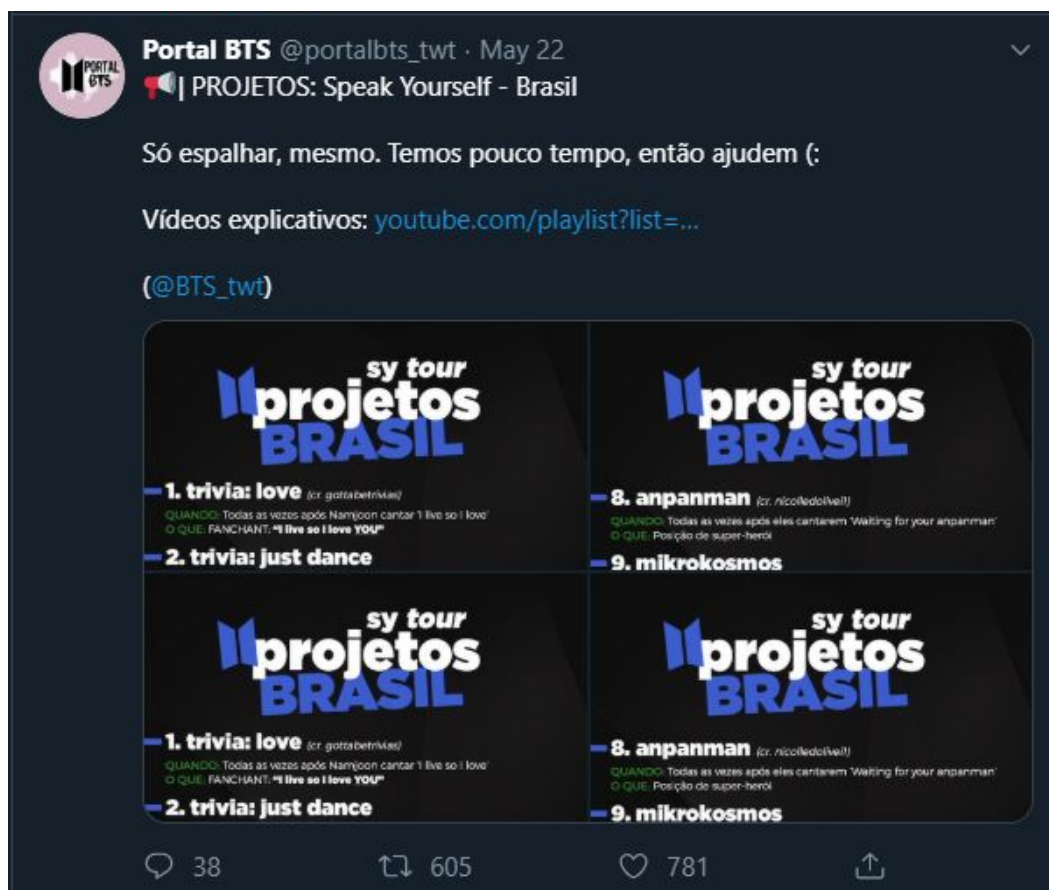 PORTAL
BTS
Portal BTS @portalbts_twt · May 22
| PROJETOS: Speak Yourself - Brasil
Só espalhar, mesmo. Temos pouco tempo, então ajudem (:
Vídeos explicativos: youtube.com/playlist?list=...
(@BTS_twt)
sy tour
projetos
BRASIL
1. trivia: love (cr. gottabetrivias)
QUANDO: Todas as vezes após Namjoon cantar 'I live so I love'
O QUE: FANCHANT: "I live so I love YOU"
2. trivia: just dance
sy tour
projetos
BRASIL
8. anpanman (cr. nicolledolveil!)
QUANDO: Todas as vezes após eles cantarem 'Waiting for your anpanman'
O QUE: Posição de super-herói
9. mikrokosmos
sy tour
projetos
BRASIL
1. trivia: love (cr. gottabetrivias)
QUANDO: Todas as vezes após Namjoon cantar 'I live so I love'
O QUE: FANCHANT: "I live so I love YOU"
2. trivia: just dance
sy tour
projetos
BRASIL
8. anpanman (cr. nicolledolveil!)
QUANDO: Todas as vezes após eles cantarem 'Waiting for your anpanman'
O QUE: Posição de super-herói
9. mikrokosmos
38 605 781